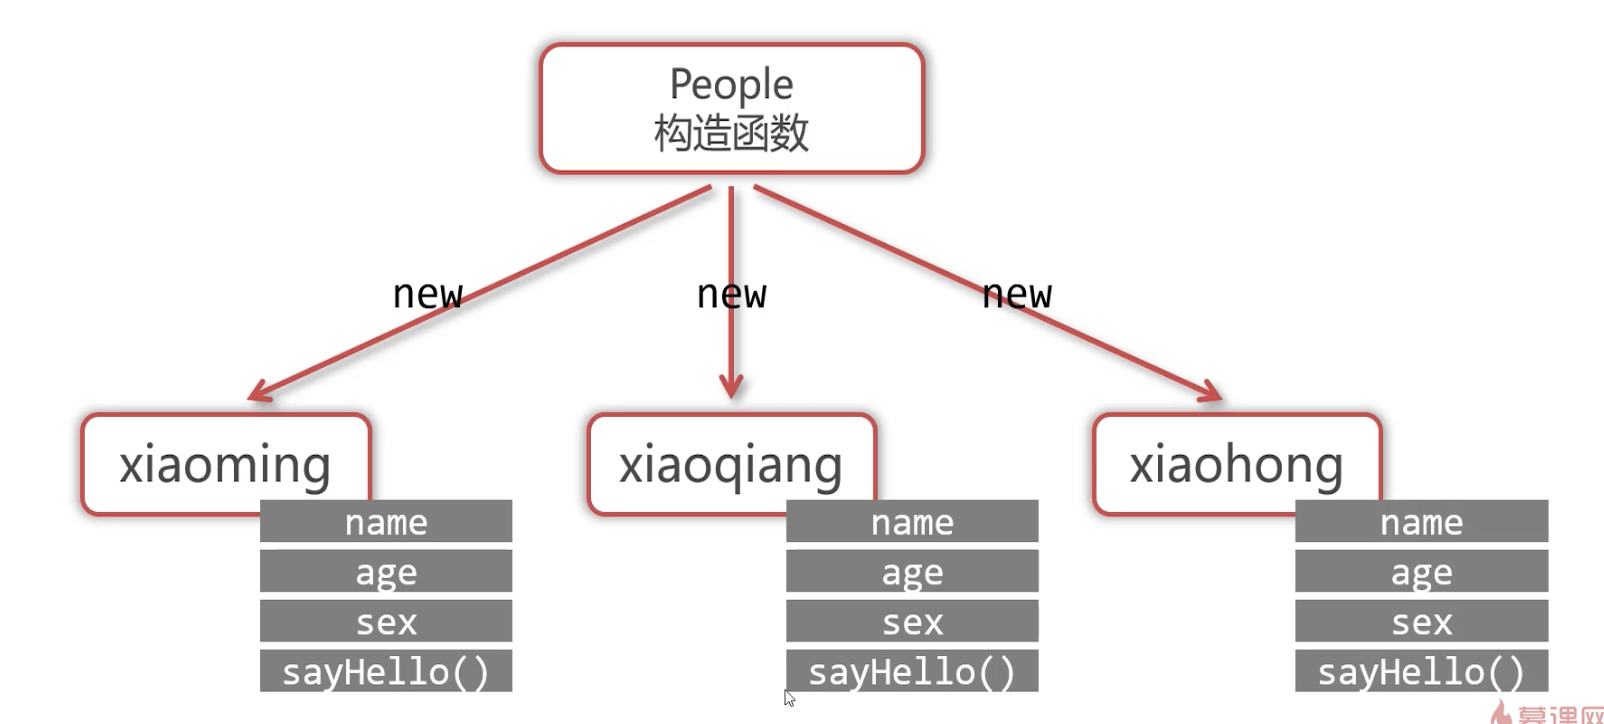 People
构造函数
new new new
xiaoming xiaoqiang xiaohong
name name name
age age age
sex sex sex
sayHello() sayHello() sayHello()
慕课网